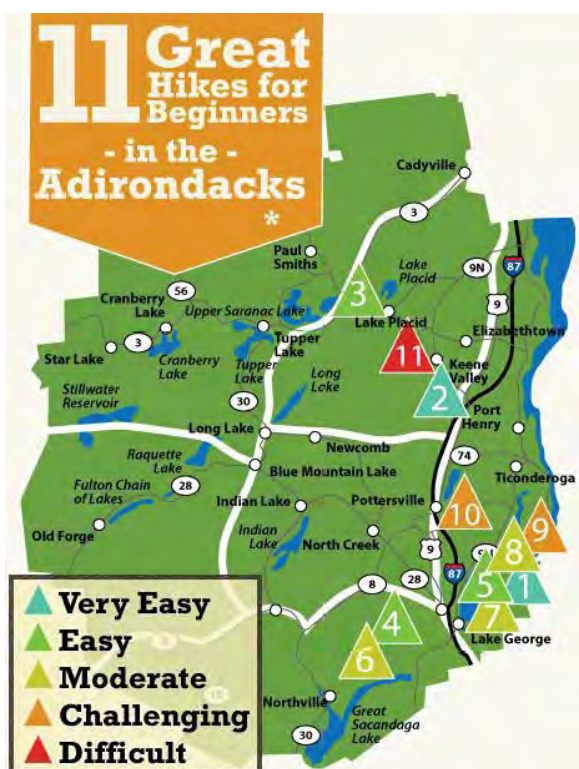 11 Great
Hikes for
Beginners
- in the -
Adirondacks
*
Cadyville
3
Paul
Smiths
Lake
Placid
9N
87
56
9
Cranberry
Lake
Upper Saranac Lake
3
Lake Placid
Elizabethtown
3
Star Lake
Cranberry
Lake
Tupper
Lake
Tupper
Lake
11
Keene
Valley
Long
Lake
2
Stillwater
Reservoir
30
Port
Henry
Long Lake
Newcomb
74
Raquette
Lake
Blue Mountain Lake
Ticonderoga
Fulton Chain
of Lakes
28
Indian Lake
Pottersville
10
9
Old Forge
Indian
Lake
North Creek
9
8
8
28
87
5
1
4
7
Lake George
6
Northville
Great
Sacandaga
Lake
30
Very Easy
Easy
Moderate
Challenging
Difficult